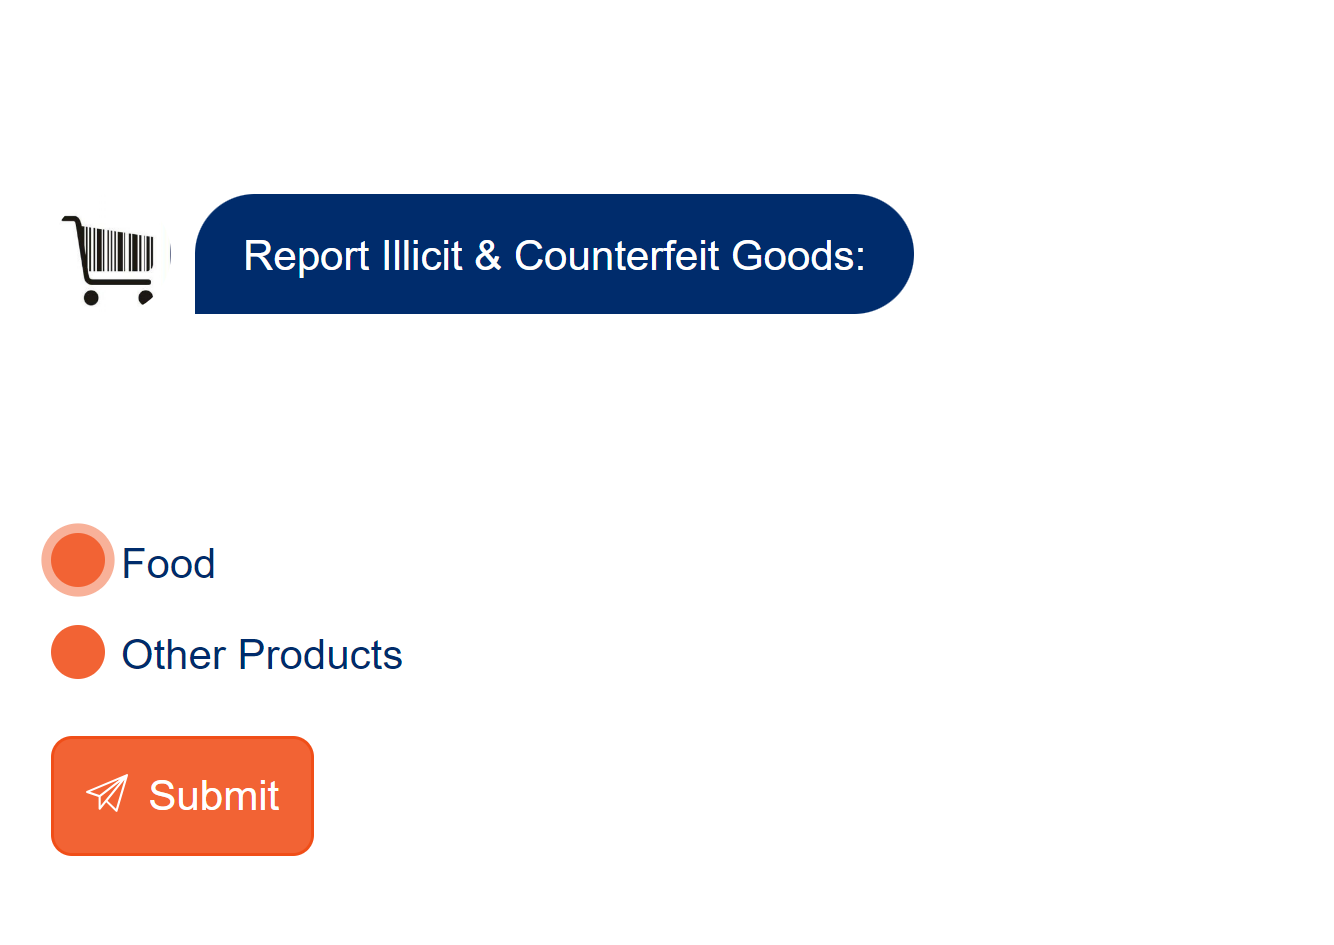 Report Illicit & Counterfeit Goods:
Food
Other Products
Submit